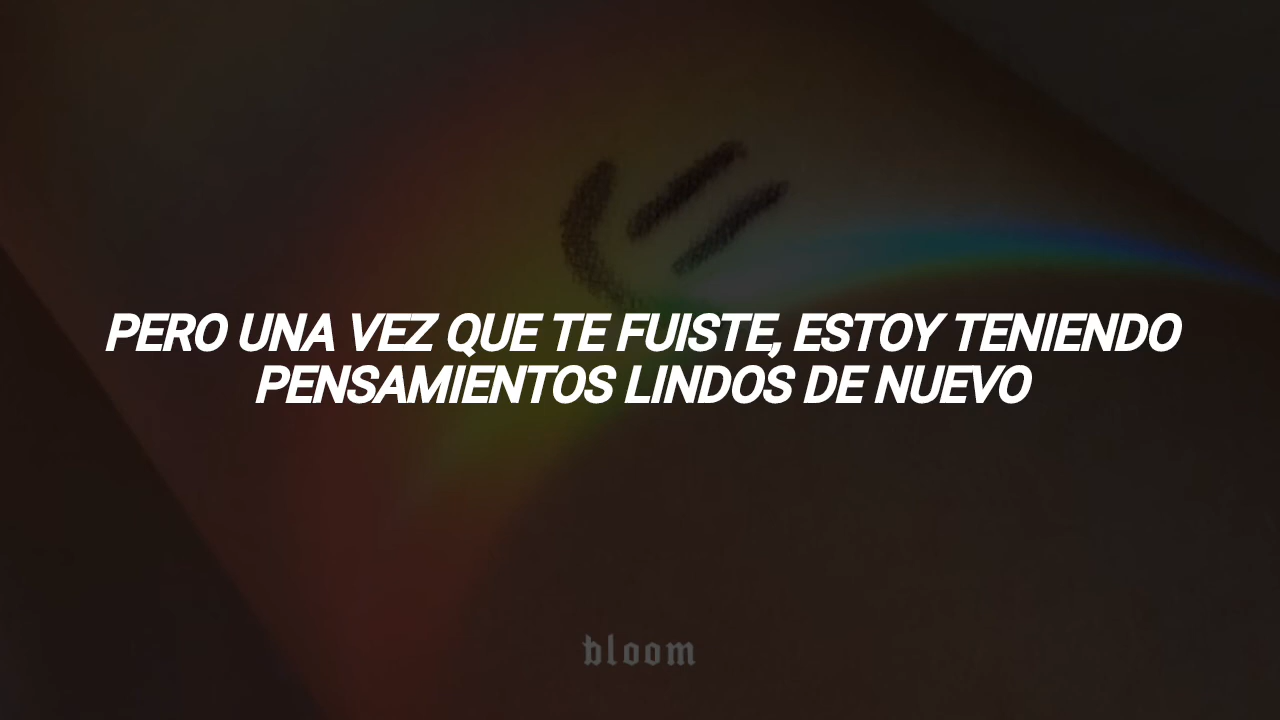 PERO UNA VEZ QUE TE FUISTE, ESTOY TENIENDO
PENSAMIENTOS LINDOS DE NUEVO
bloom